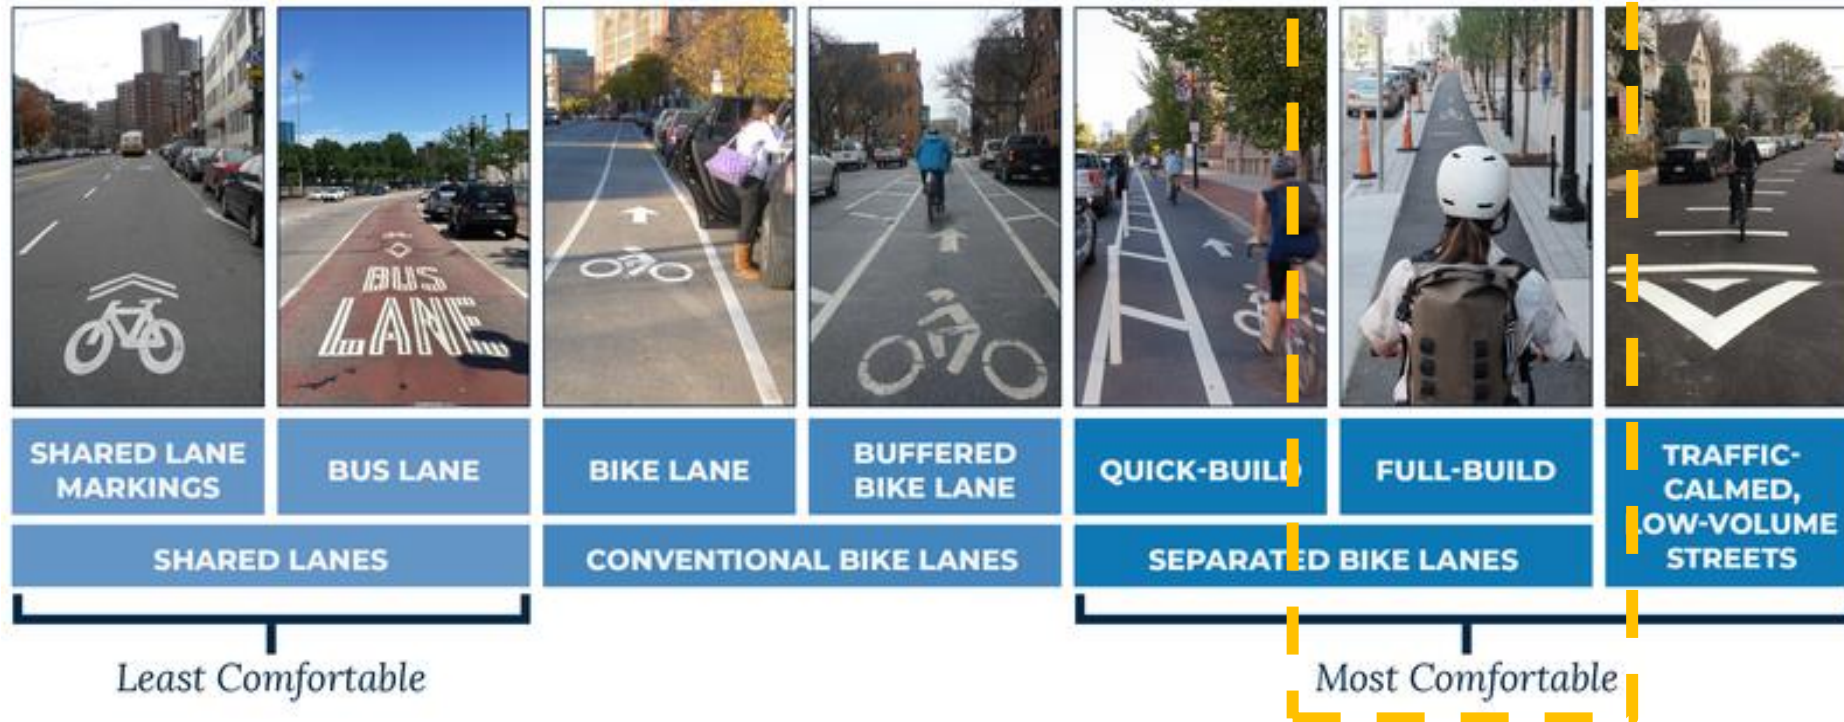 BUS
LANE
SHARED LANE
MARKINGS
BUS LANE
BIKE LANE
BUFFERED
BIKE LANE
QUICK-BUILD
FULL-BUILD
TRAFFIC-
CALMED,
LOW-VOLUME
STREETS
SHARED LANES
CONVENTIONAL BIKE LANES
SEPARATED BIKE LANES
Least Comfortable
Most Comfortable